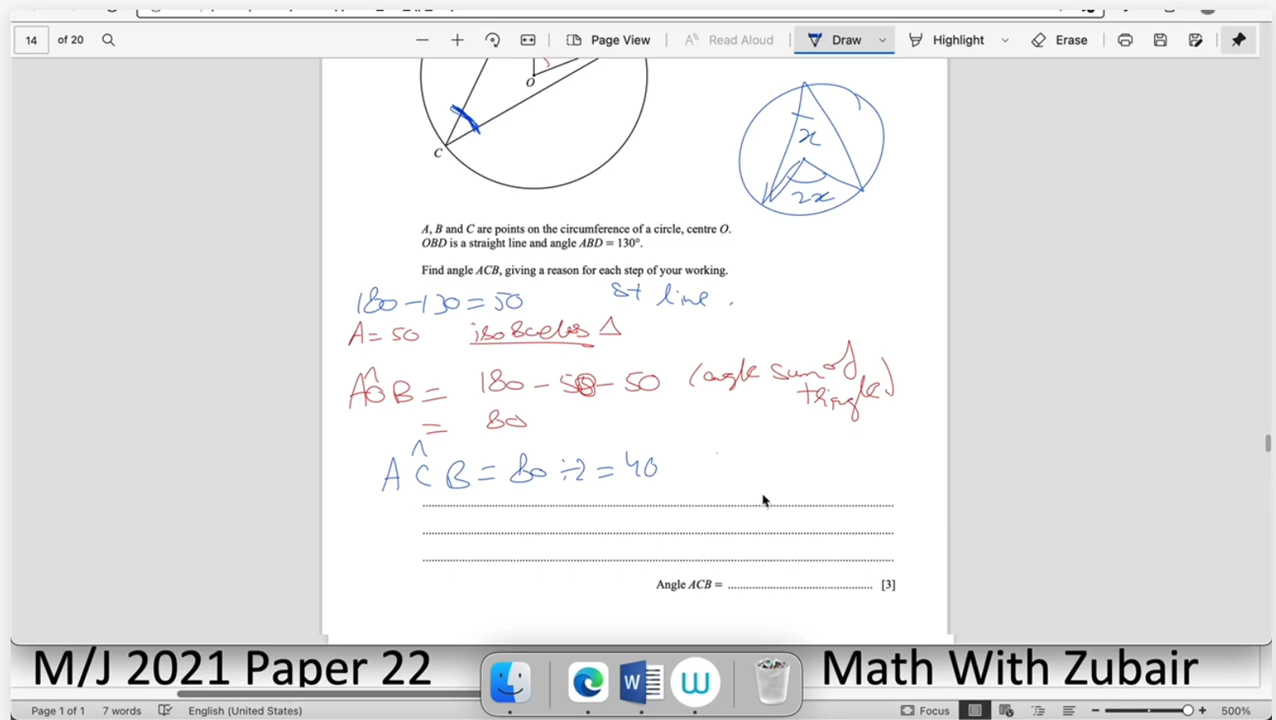 14 of 20 Page View Read Aloud Draw Highlight Erase
O
C
x
2x
A, B and C are points on the circumference of a circle, centre O.
OBD is a straight line and angle ABD = 130°.
Find angle ACB, giving a reason for each step of your working.
180 - 130 = 50 st line .
A = 50 isosceles Δ
AÔB = 180 - 50 - 50 (angle sum of triangle)
= 80
AĈB = 80 ÷ 2 = 40
Angle ACB = ................................................ [3]
M/J 2021 Paper 22 Math With Zubair
Page 1 of 1 7 words English (United States) Focus 500%